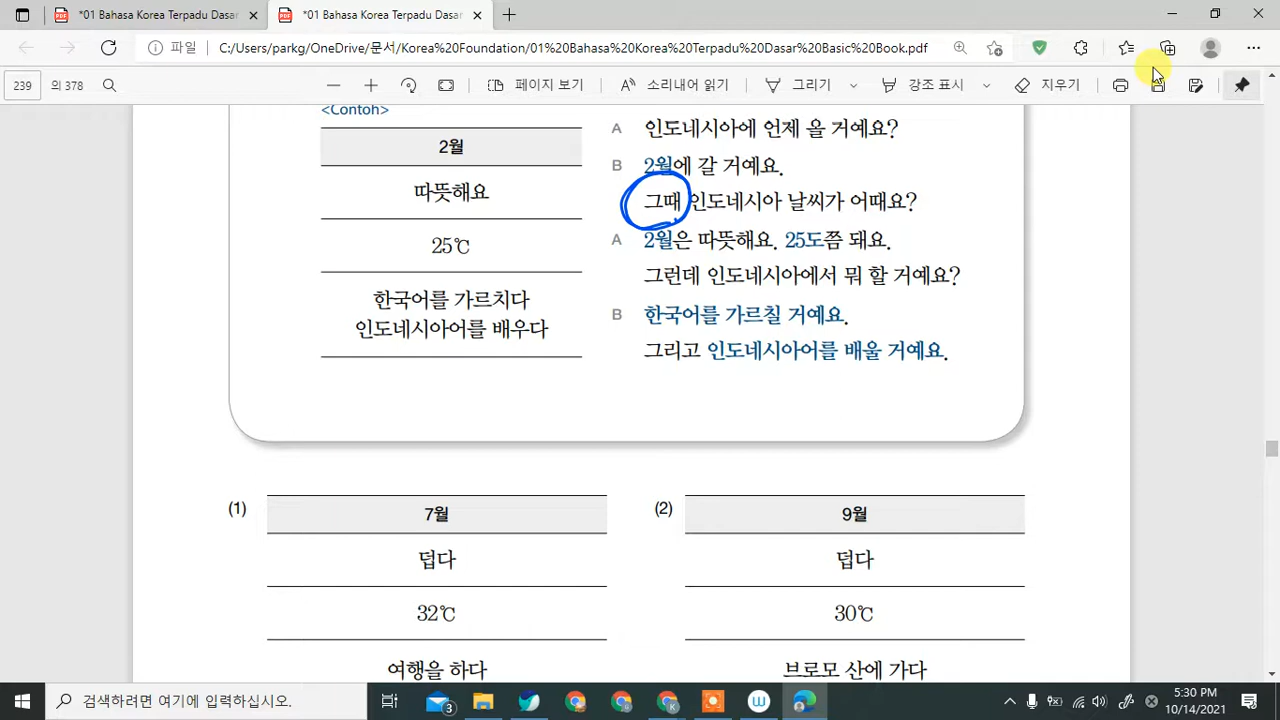 *01 Bahasa Korea Terpadu Dasar
*01 Bahasa Korea Terpadu Dasar
파일
C:/Users/parkg/OneDrive/문서/Korea%20Foundation/01%20Bahasa%20Korea%20Terpadu%20Dasar%20Basic%20Book.pdf
239 의 378
페이지 보기
소리내어 읽기
그리기
강조 표시
지우기
<Contoh>
2월
따뜻해요
25℃
한국어를 가르치다
인도네시아어를 배우다
A 인도네시아에 언제 올 거예요?
B 2월에 갈 거예요.
그때 인도네시아 날씨가 어때요?
A 2월은 따뜻해요. 25도쯤 돼요.
그런데 인도네시아에서 뭐 할 거예요?
B 한국어를 가르칠 거예요.
그리고 인도네시아어를 배울 거예요.
(1)
7월
덥다
32℃
여행을 하다
(2)
9월
덥다
30℃
브로모 산에 가다
검색하려면 여기에 입력하십시오.
3
5:30 PM
10/14/2021